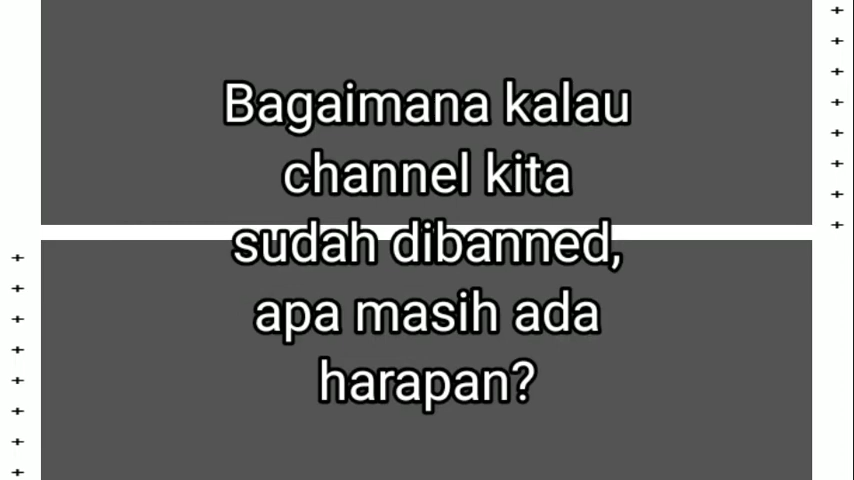 Bagaimana kalau
channel kita
sudah dibanned,
apa masih ada
harapan?